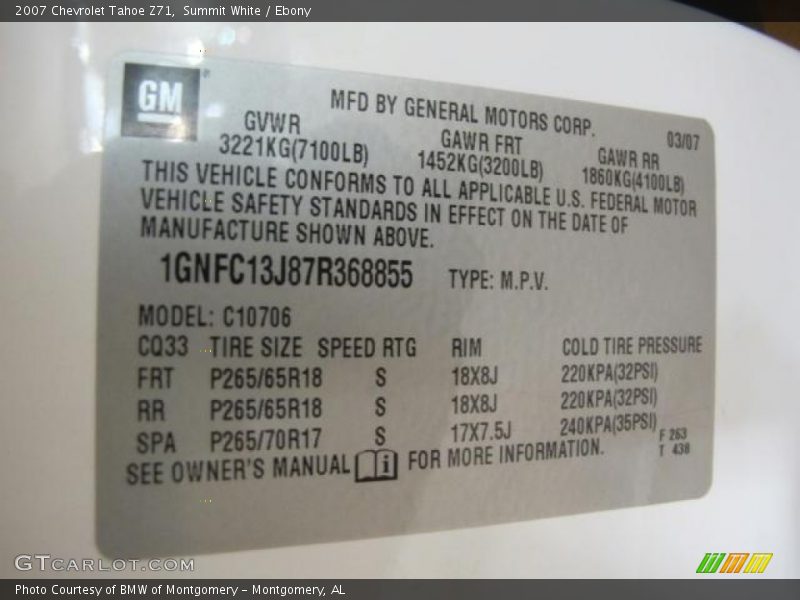 2007 Chevrolet Tahoe Z71, Summit White / Ebony
GM
MFD BY GENERAL MOTORS CORP.
03/07
GVWR GAWR FRT GAWR RR
3221KG(7100LB) 1452KG(3200LB) 1860KG(4100LB)
THIS VEHICLE CONFORMS TO ALL APPLICABLE U.S. FEDERAL MOTOR
VEHICLE SAFETY STANDARDS IN EFFECT ON THE DATE OF
MANUFACTURE SHOWN ABOVE.
1GNFC13J87R368855 TYPE: M.P.V.
MODEL: C10706
CQ33 TIRE SIZE SPEED RTG RIM COLD TIRE PRESSURE
FRT P265/65R18 S 18X8J 220KPA(32PSI)
RR P265/65R18 S 18X8J 220KPA(32PSI)
SPA P265/70R17 S 17X7.5J 240KPA(35PSI)
F 263
T 438
SEE OWNER'S MANUAL i FOR MORE INFORMATION.
GTCARLOT.COM
Photo Courtesy of BMW of Montgomery – Montgomery, AL